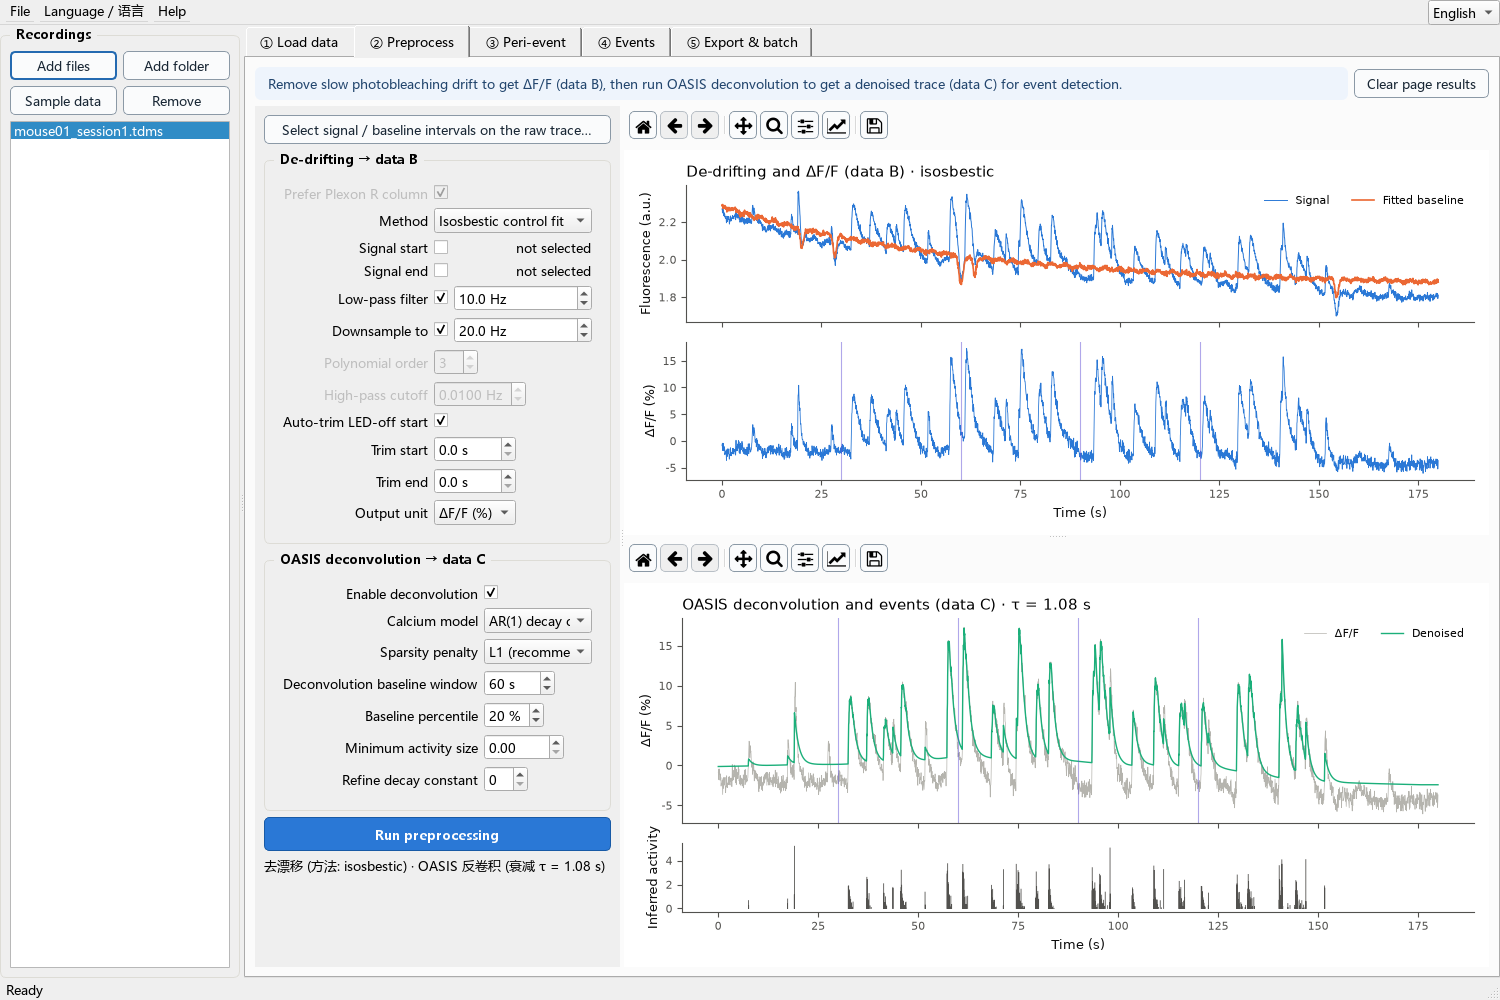 File Language / 语言 Help
English
Recordings
Add files Add folder
Sample data Remove
mouse01_session1.tdms
① Load data ② Preprocess ③ Peri-event ④ Events ⑤ Export & batch
Remove slow photobleaching drift to get ΔF/F (data B), then run OASIS deconvolution to get a denoised trace (data C) for event detection.
Clear page results
Select signal / baseline intervals on the raw trace...
De-drifting → data B
Prefer Plexon R column
Method Isosbestic control fit
Signal start not selected
Signal end not selected
Low-pass filter 10.0 Hz
Downsample to 20.0 Hz
Polynomial order 3
High-pass cutoff 0.0100 Hz
Auto-trim LED-off start
Trim start 0.0 s
Trim end 0.0 s
Output unit ΔF/F (%)
OASIS deconvolution → data C
Enable deconvolution
Calcium model AR(1) decay c
Sparsity penalty L1 (recomme
Deconvolution baseline window 60 s
Baseline percentile 20 %
Minimum activity size 0.00
Refine decay constant 0
Run preprocessing
去漂移 (方法: isosbestic) · OASIS 反卷积 (衰减 τ = 1.08 s)
De-drifting and ΔF/F (data B) · isosbestic
Signal Fitted baseline
Fluorescence (a.u.)
2.2
2.0
1.8
ΔF/F (%)
15
10
5
0
-5
0 25 50 75 100 125 150 175
Time (s)
OASIS deconvolution and events (data C) · τ = 1.08 s
ΔF/F Denoised
ΔF/F (%)
15
10
5
0
-5
Inferred activity
4
2
0
0 25 50 75 100 125 150 175
Time (s)
Ready